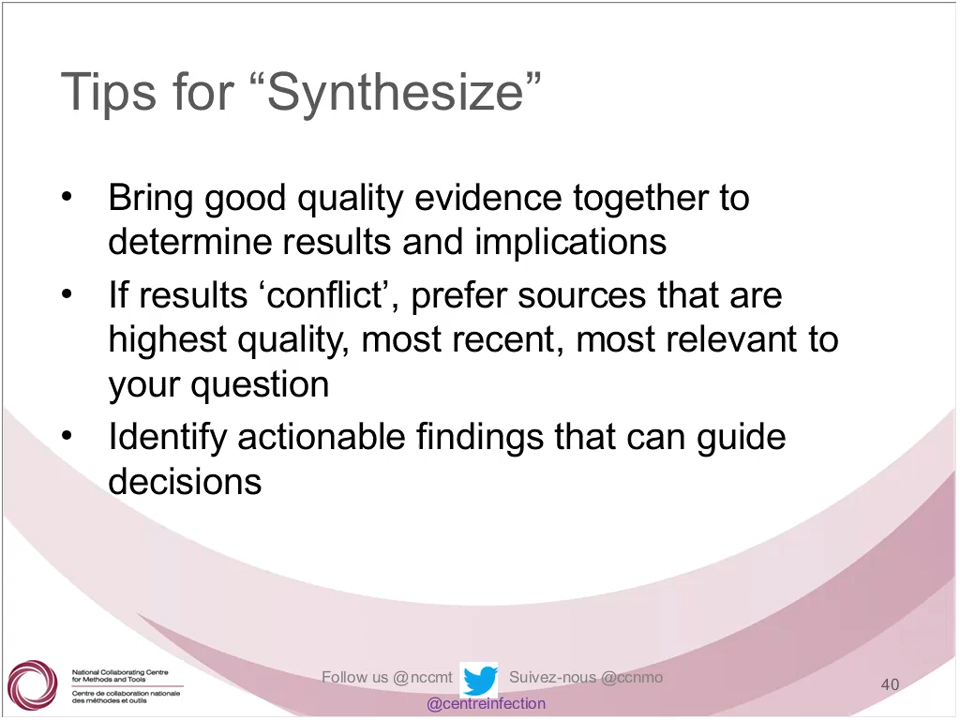 Tips for “Synthesize”
• Bring good quality evidence together to
determine results and implications
• If results ‘conflict’, prefer sources that are
highest quality, most recent, most relevant to
your question
• Identify actionable findings that can guide
decisions
National Collaborating Centre
for Methods and Tools
Centre de collaboration nationale
des méthodes et outils
Follow us @nccmt Suivez-nous @ccnmo
@centreinfection
40